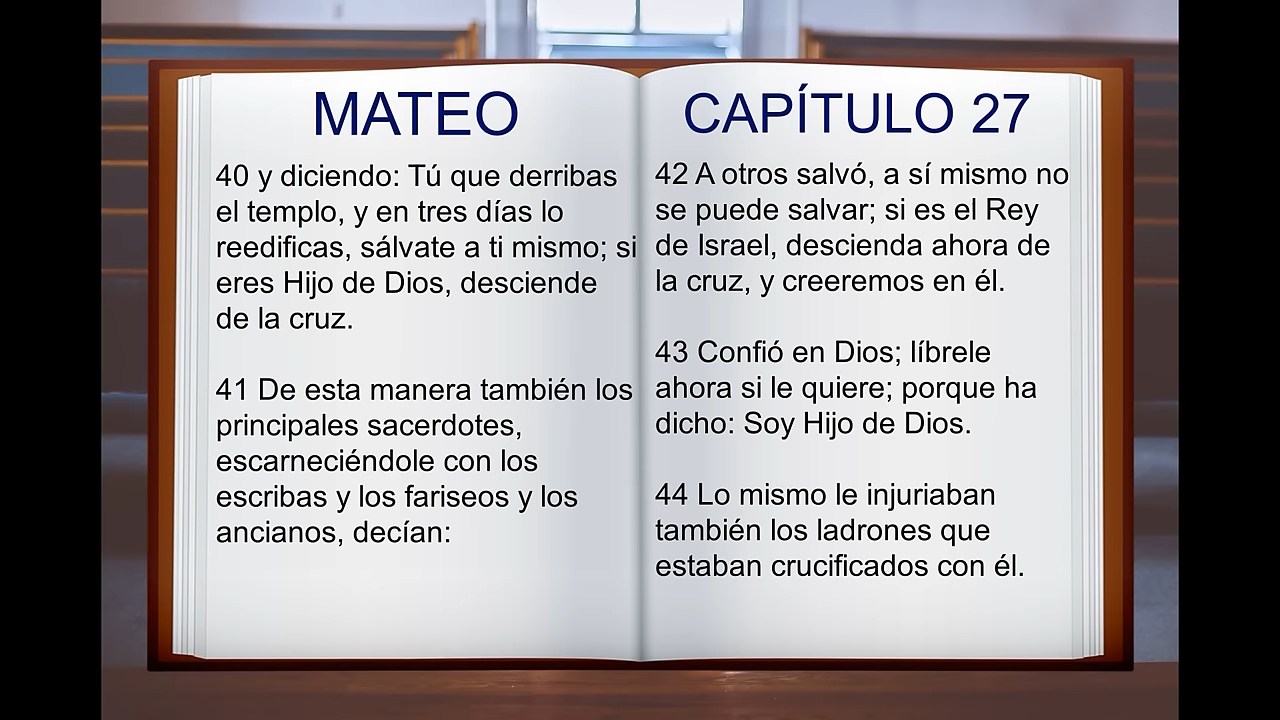 MATEO
40 y diciendo: Tú que derribas
el templo, y en tres días lo
reedificas, sálvate a ti mismo; si
eres Hijo de Dios, desciende
de la cruz.
41 De esta manera también los
principales sacerdotes,
escarneciéndole con los
escribas y los fariseos y los
ancianos, decían:
CAPÍTULO 27
42 A otros salvó, a sí mismo no
se puede salvar; si es el Rey
de Israel, descienda ahora de
la cruz, y creeremos en él.
43 Confió en Dios; líbrele
ahora si le quiere; porque ha
dicho: Soy Hijo de Dios.
44 Lo mismo le injuriaban
también los ladrones que
estaban crucificados con él.